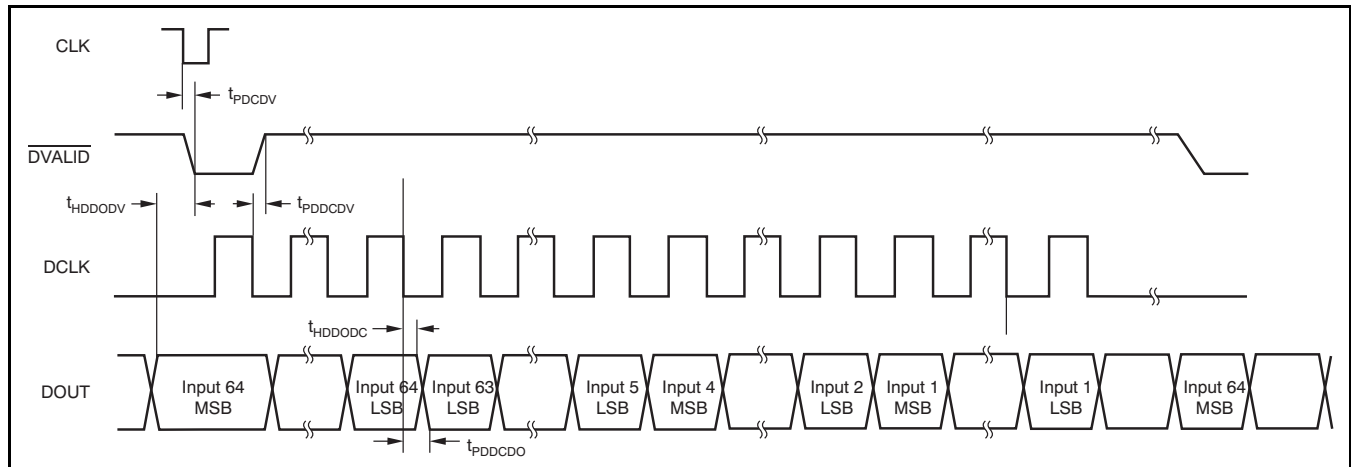 CLK
tPDCDV
DVALID
tHDDODV
tPDDCDV
DCLK
tHDDODC
DOUT
Input 64
MSB
Input 64
LSB
Input 63
LSB
Input 5
LSB
Input 4
MSB
Input 2
LSB
Input 1
MSB
Input 1
LSB
Input 64
MSB
tPDDCDO